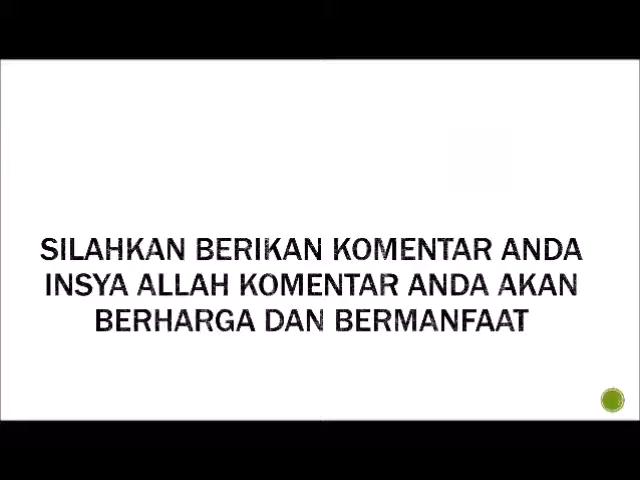 SILAHKAN BERIKAN KOMENTAR ANDA
INSYA ALLAH KOMENTAR ANDA AKAN
BERHARGA DAN BERMANFAAT